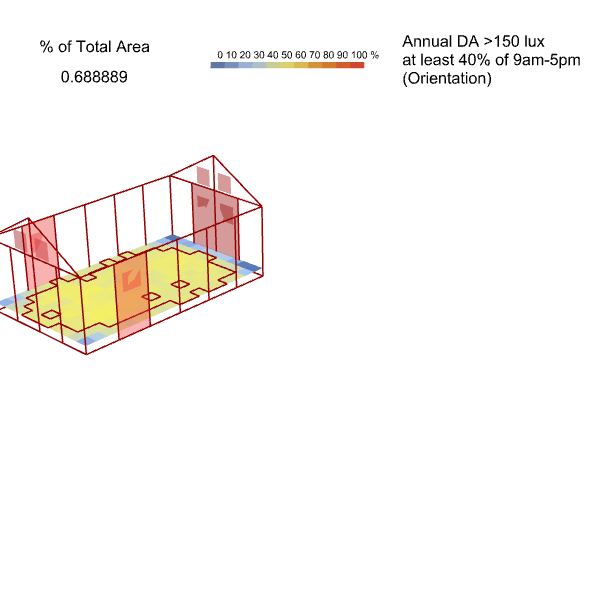 % of Total Area
0.688889
0 10 20 30 40 50 60 70 80 90 100 %
Annual DA >150 lux
at least 40% of 9am-5pm
(Orientation)